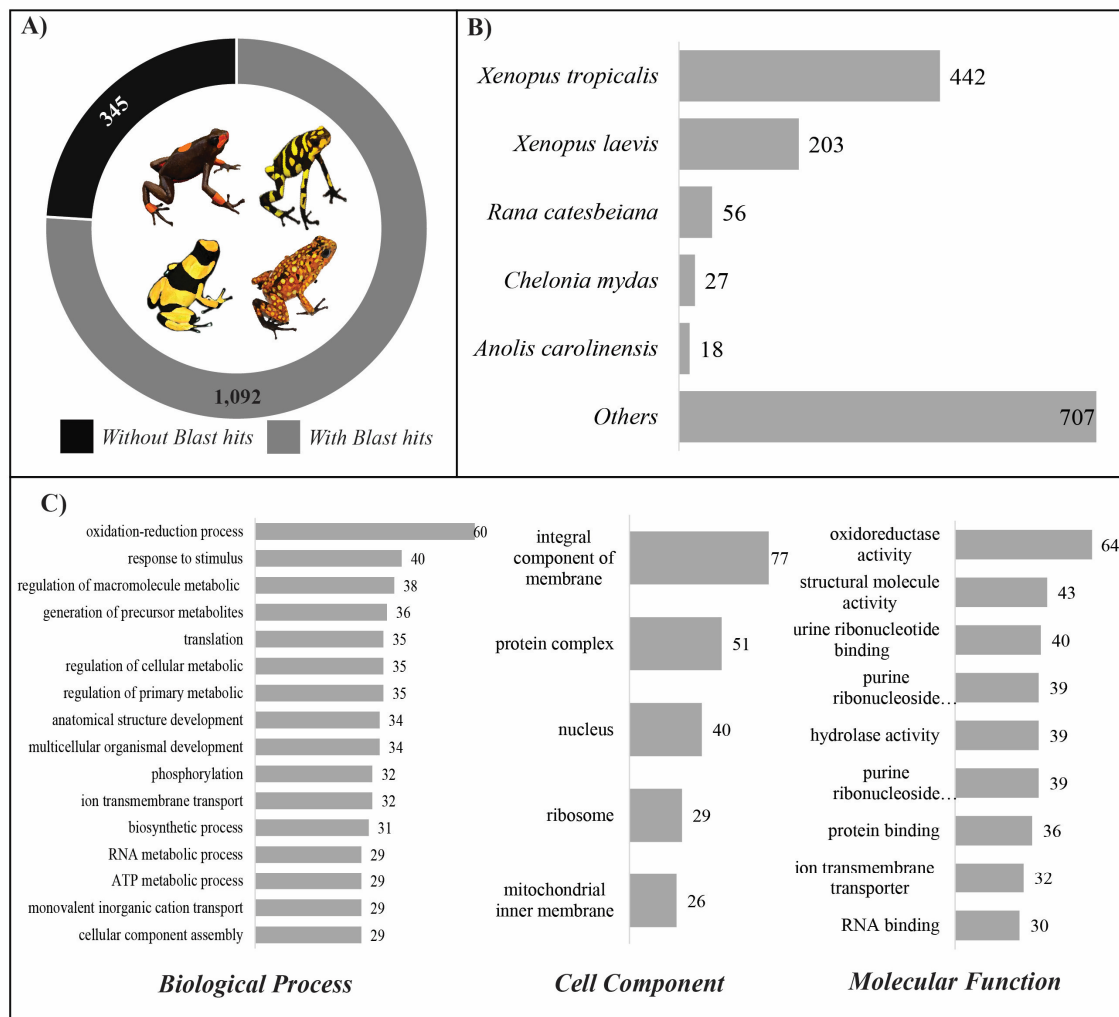 A)
345
1,092
Without Blast hits
With Blast hits
B)
Xenopus tropicalis
442
Xenopus laevis
203
Rana catesbeiana
56
Chelonia mydas
27
Anolis carolinensis
18
Others
707
C)
oxidation-reduction process
60
response to stimulus
40
regulation of macromolecule metabolic
38
generation of precursor metabolites
36
translation
35
regulation of cellular metabolic
35
regulation of primary metabolic
35
anatomical structure development
34
multicellular organismal development
34
phosphorylation
32
ion transmembrane transport
32
biosynthetic process
31
RNA metabolic process
29
ATP metabolic process
29
monovalent inorganic cation transport
29
cellular component assembly
29
Biological Process
integral
component of
membrane
77
protein complex
51
nucleus
40
ribosome
29
mitochondrial
inner membrane
26
Cell Component
oxidoreductase
activity
64
structural molecule
activity
43
urine ribonucleotide
binding
40
purine
ribonucleoside…
39
hydrolase activity
39
purine
ribonucleoside…
39
protein binding
36
ion transmembrane
transporter
32
RNA binding
30
Molecular Function